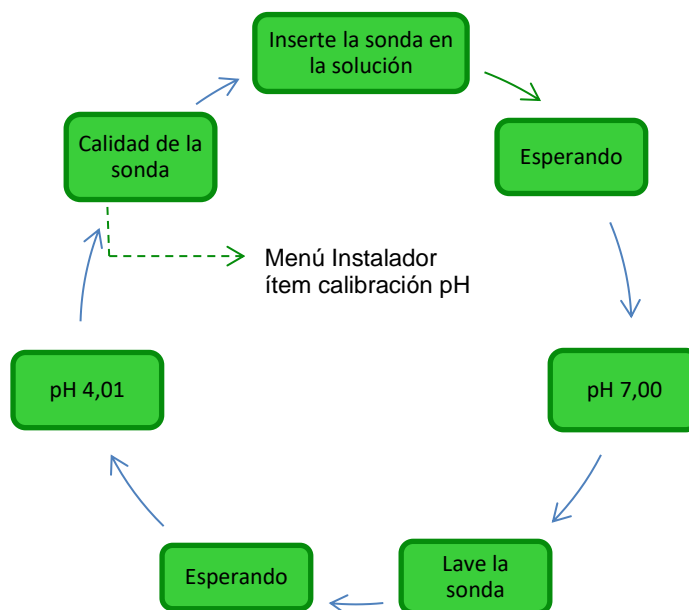 Inserte la sonda en
la solución
Esperando
pH 7,00
Lave la
sonda
Esperando
pH 4,01
Calidad de la
sonda
Menú Instalador
ítem calibración pH